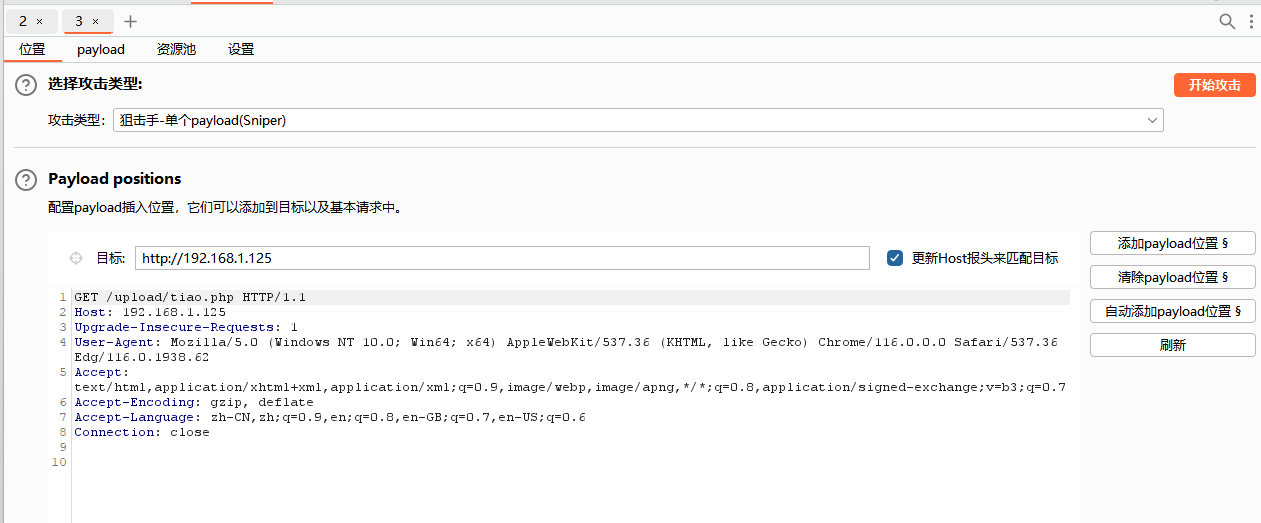 2 × 3 × +
位置 payload 资源池 设置
选择攻击类型: 开始攻击
攻击类型: 狙击手-单个payload(Sniper)
Payload positions
配置payload插入位置，它们可以添加到目标以及基本请求中。
添加payload位置 §
目标: http://192.168.1.125 更新Host报头来匹配目标
清除payload位置 §
自动添加payload位置 §
刷新
1 GET /upload/tiao.php HTTP/1.1
2 Host: 192.168.1.125
3 Upgrade-Insecure-Requests: 1
4 User-Agent: Mozilla/5.0 (Windows NT 10.0; Win64; x64) AppleWebKit/537.36 (KHTML, like Gecko) Chrome/116.0.0.0 Safari/537.36
Edg/116.0.1938.62
5 Accept:
text/html,application/xhtml+xml,application/xml;q=0.9,image/webp,image/apng,*/*;q=0.8,application/signed-exchange;v=b3;q=0.7
6 Accept-Encoding: gzip, deflate
7 Accept-Language: zh-CN,zh;q=0.9,en;q=0.8,en-GB;q=0.7,en-US;q=0.6
8 Connection: close
9
10